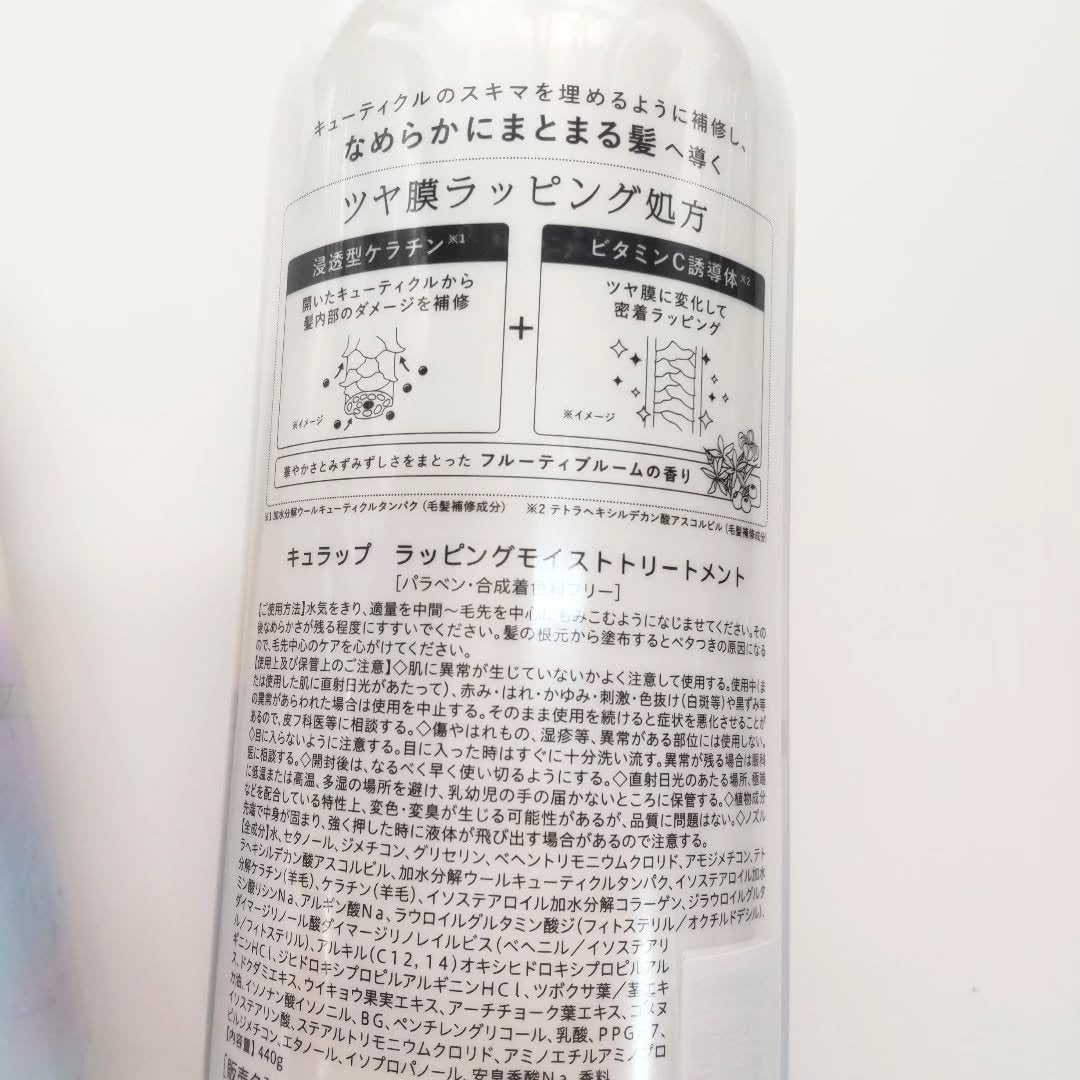 キューティクルのスキマを埋めるように補修し、
なめらかにまとまる髪へ導く
ツヤ膜ラッピング処方
浸透型ケラチン※1
開いたキューティクルから
髪内部のダメージを補修
※イメージ
+
ビタミンC誘導体※2
ツヤ膜に変化して
密着ラッピング
※イメージ
華やかさとみずみずしさをまとった フルーティブルームの香り
※1 加水分解ウールキューティクルタンパク（毛髪補修成分） ※2 テトラヘキシルデカン酸アスコルビル（毛髪補修成分）
キュラップ ラッピングモイストトリートメント
［パラベン・合成着色料フリー］
【ご使用方法】水気をきり、適量を中間〜毛先を中心にもみこむようになじませてください。その
後なめらかさが残る程度にすすいでください。髪の根元から塗布するとベタつきの原因になる
ので、毛先中心のケアを心がけてください。
【使用上及び保管上のご注意】◇肌に異常が生じていないかよく注意して使用する。使用中(ま
たは使用した肌に直射日光があたって)、赤み・はれ・かゆみ・刺激・色抜け(白斑等)や黒ずみ等
の異常があらわれた場合は使用を中止する。そのまま使用を続けると症状を悪化させることが
あるので、皮フ科医等に相談する。◇傷やはれもの、湿疹等、異常がある部位には使用しない。
◇目に入らないように注意する。目に入った時はすぐに十分洗い流す。異常が残る場合は眼科
医に相談する。◇開封後は、なるべく早く使い切るようにする。◇直射日光のあたる場所、極端
に低温または高温、多湿の場所を避け、乳幼児の手の届かないところに保管する。◇植物成分
などを配合している特性上、変色・変臭が生じる可能性があるが、品質に問題はない。◇ノズル
先端で中身が固まり、強く押した時に液体が飛び出す場合があるので注意する。
【全成分】水、セタノール、ジメチコン、グリセリン、ベヘントリモニウムクロリド、アモジメチコン、テト
ラヘキシルデカン酸アスコルビル、加水分解ウールキューティクルタンパク、イソステアロイル加水
分解ケラチン(羊毛)、ケラチン(羊毛)、イソステアロイル加水分解コラーゲン、ジラウロイルグルタ
ミン酸リシンNa、アルギン酸Na、ラウロイルグルタミン酸ジ(フィトステリル/オクチルドデシル)、
ダイマージリノール酸ダイマージリノレイルビス(ベヘニル/イソステアリ
ル/フィトステリル)、アルキル(C12,14)オキシヒドロキシプロピルアル
ギニンHCl、ジヒドロキシプロピルアルギニンHCl、ツボクサ葉/茎エキ
ス、ドクダミエキス、ウイキョウ果実エキス、アーチチョーク葉エキス、コメヌ
カ油、イソノナン酸イソノニル、BG、ペンチレングリコール、乳酸、PPG-7、
イソステアリン酸、ステアルトリモニウムクロリド、アミノエチルアミノプロ
ピルジメチコン、エタノール、イソプロパノール、安息香酸Na、香料
【内容量】440g